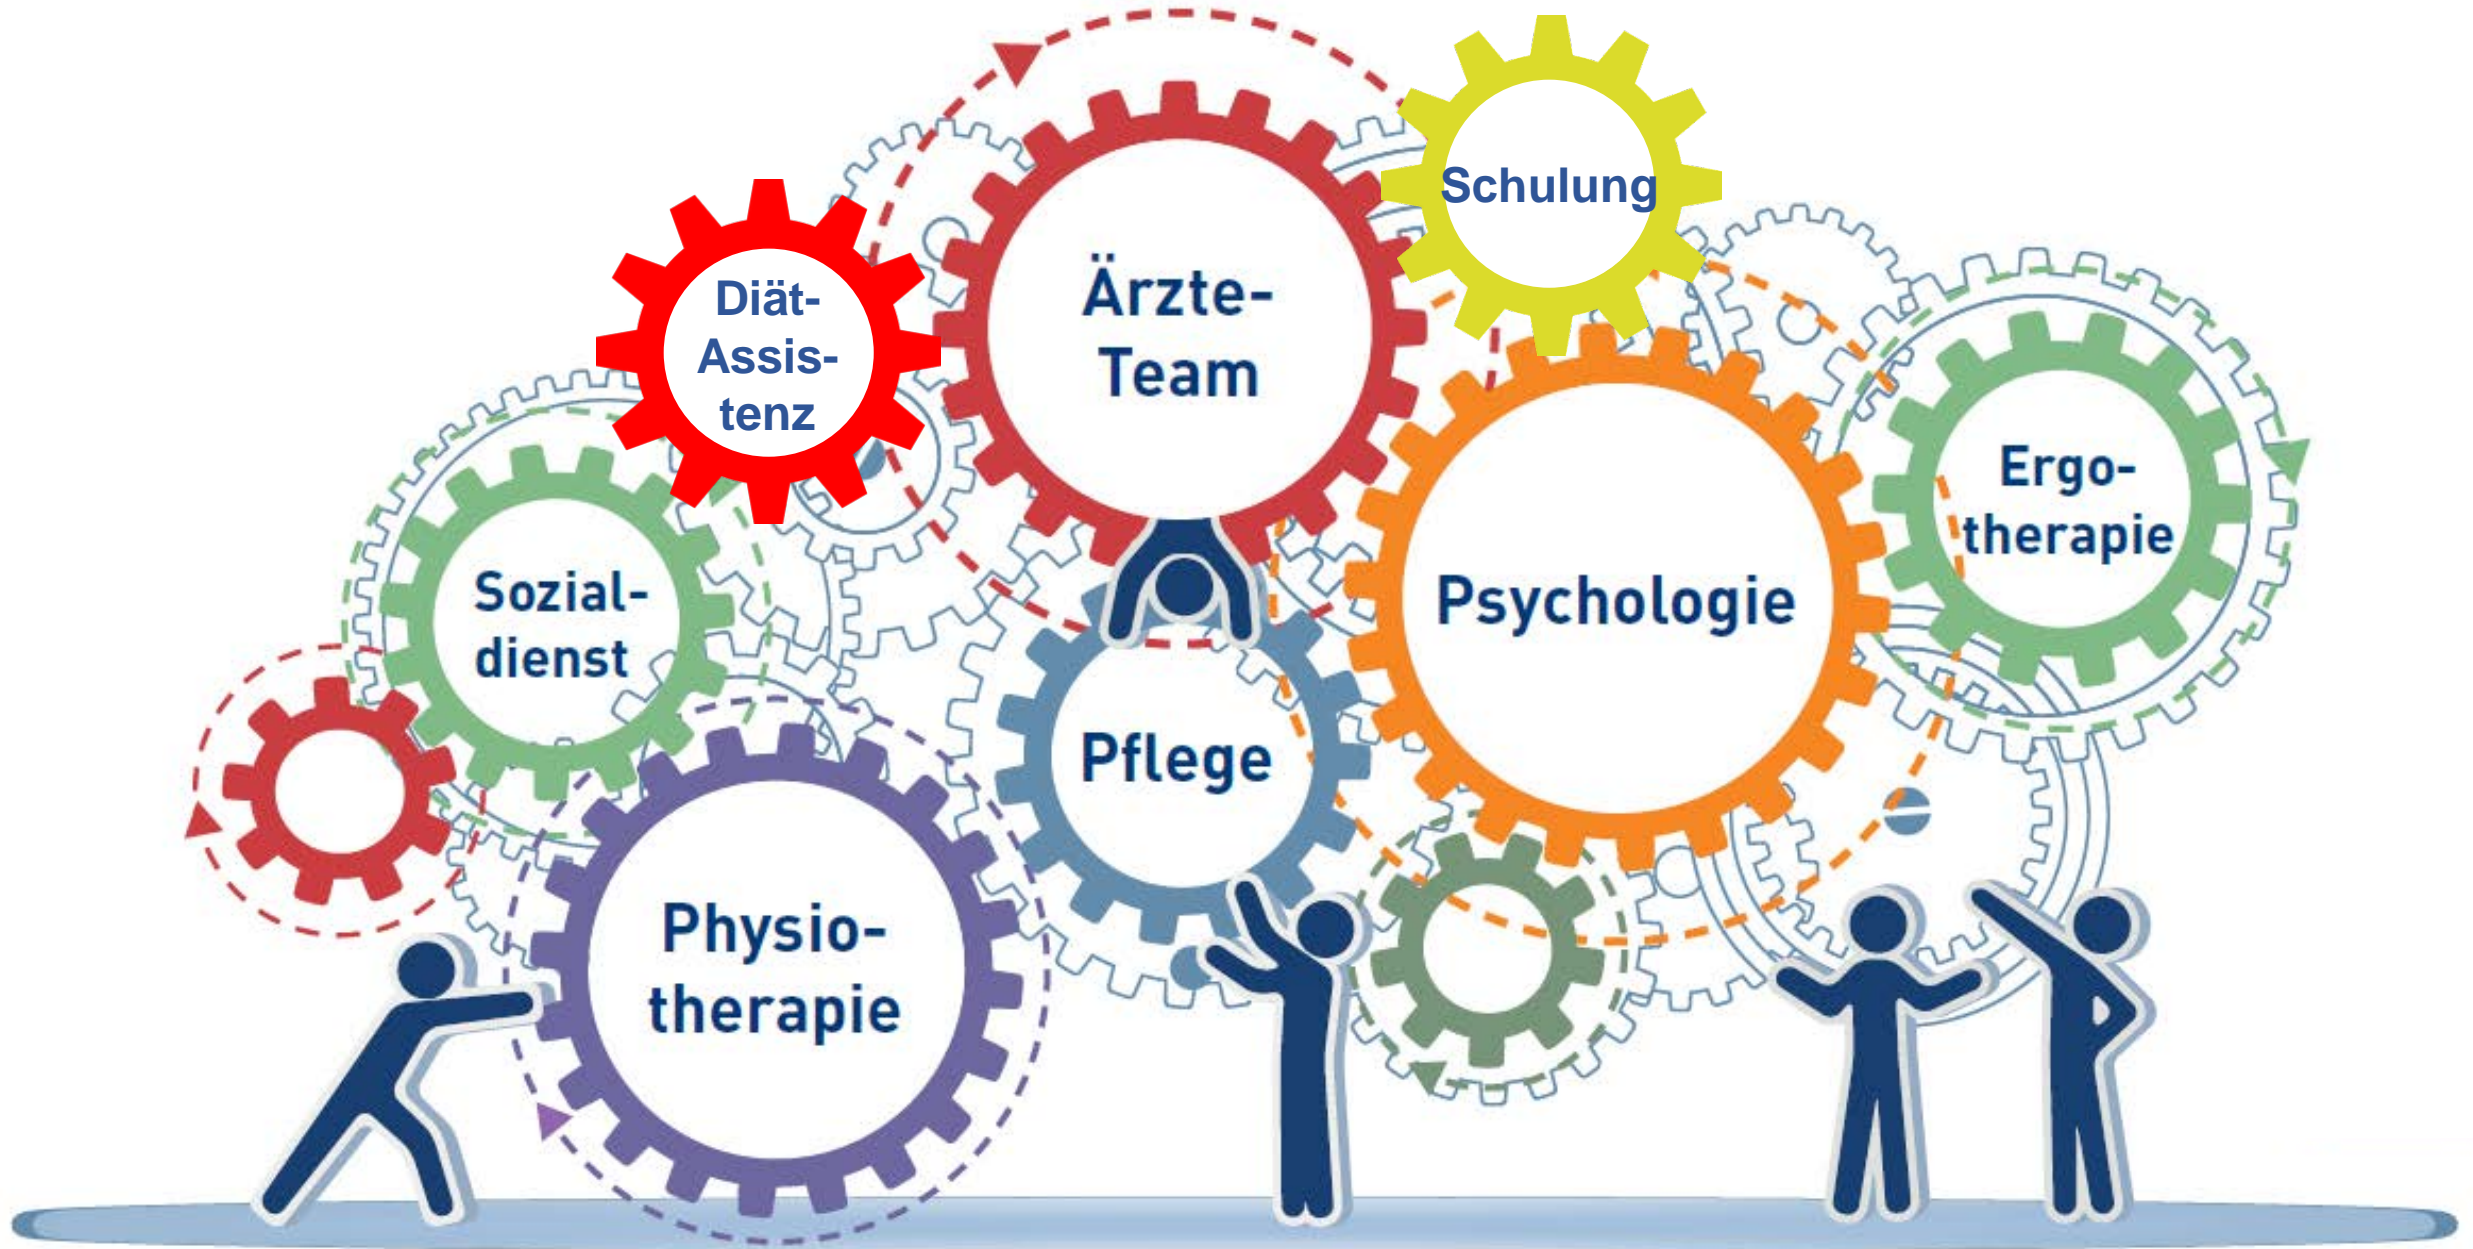 Schulung
Diät-
Assis-
tenz
Ärzte-
Team
Ergo-
therapie
Sozial-
dienst
Psychologie
Pflege
Physio-
therapie